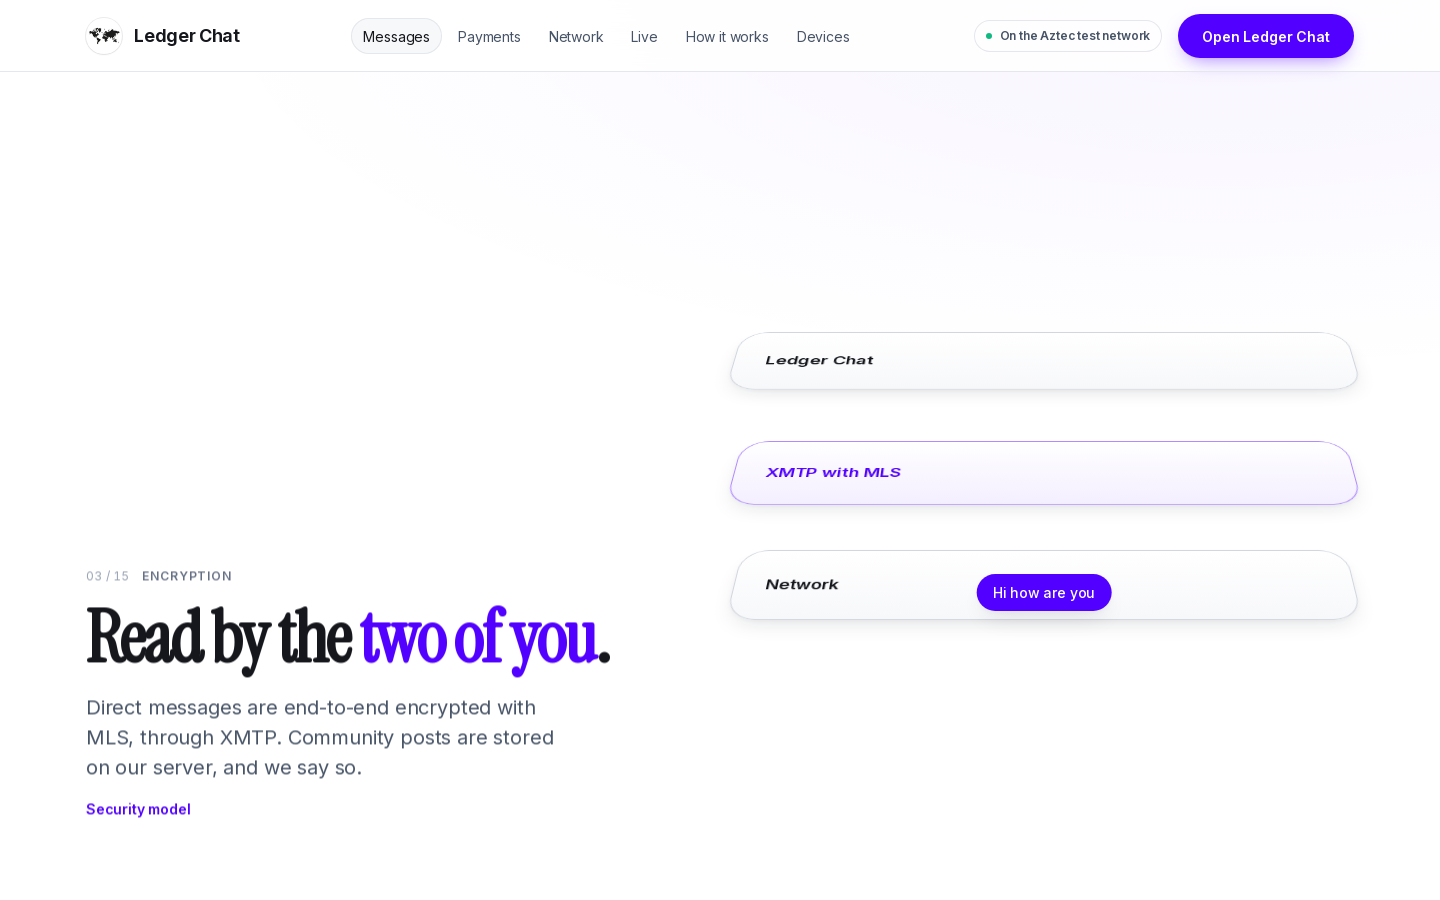 Ledger Chat
Messages
Payments
Network
Live
How it works
Devices
On the Aztec test network
Open Ledger Chat
Ledger Chat
XMTP with MLS
Network
Hi how are you
03 / 15 ENCRYPTION
Read by the two of you.
Direct messages are end-to-end encrypted with
MLS, through XMTP. Community posts are stored
on our server, and we say so.
Security model